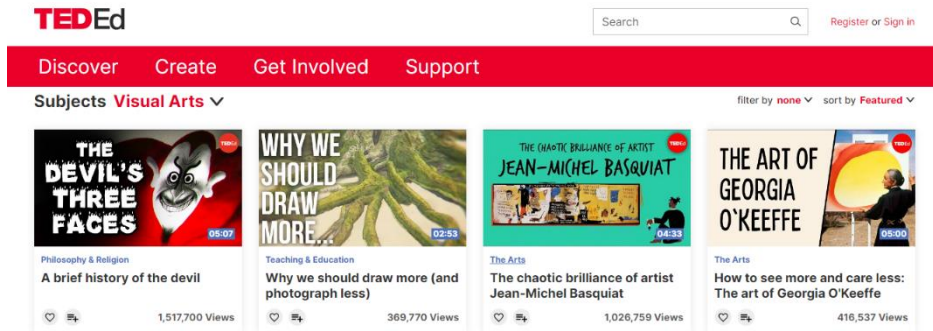 TEDEd
Search
Register or Sign in
Discover Create Get Involved Support
Subjects Visual Arts
filter by none sort by Featured
THE
DEVIL'S
THREE
FACES
TEDEd
05:07
Philosophy & Religion
A brief history of the devil
1,517,700 Views
WHY WE
SHOULD
DRAW
MORE...
02:53
Teaching & Education
Why we should draw more (and
photograph less)
369,770 Views
THE CHAOTIC BRILLIANCE OF ARTIST
JEAN-MICHEL BASQUIAT
TEDEd
04:33
The Arts
The chaotic brilliance of artist
Jean-Michel Basquiat
1,026,759 Views
THE ART OF
GEORGIA
O'KEEFFE
TEDEd
05:00
The Arts
How to see more and care less:
The art of Georgia O'Keeffe
416,537 Views